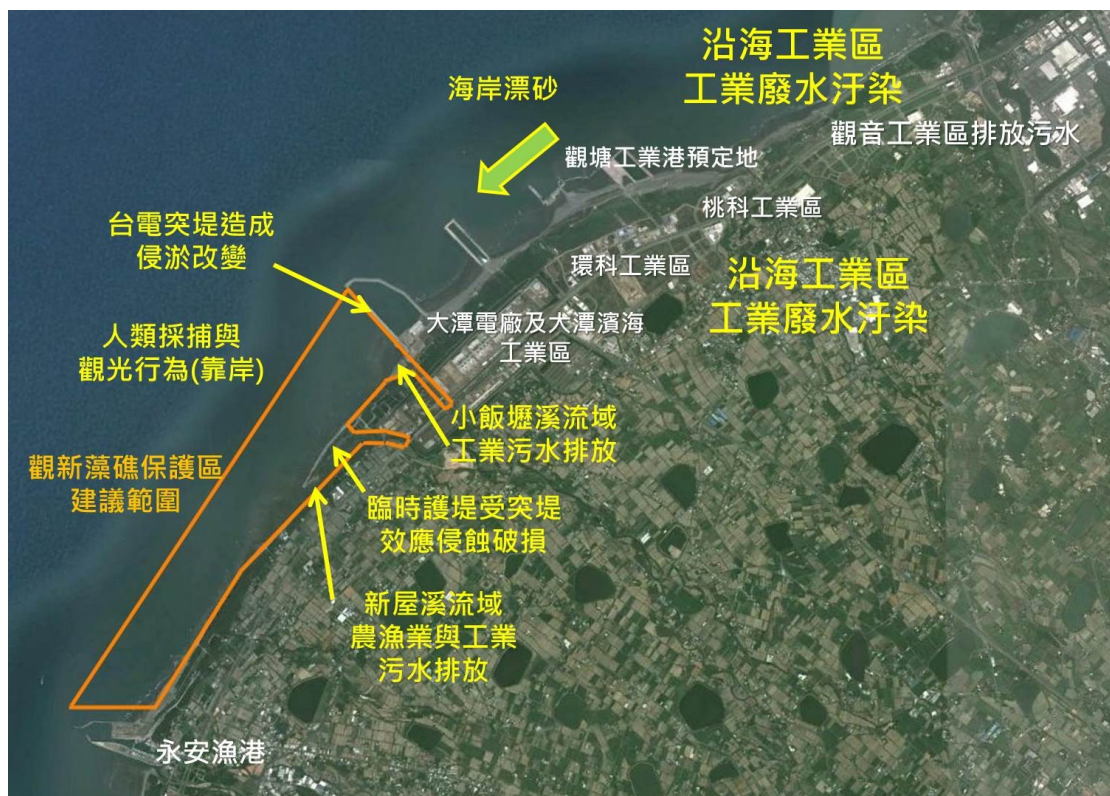 沿海工業區
工業廢水汙染
海岸漂砂
觀音工業區排放污水
觀塘工業港預定地
桃科工業區
台電突堤造成
侵淤改變
環科工業區
沿海工業區
工業廢水汙染
大潭電廠及大潭濱海
工業區
人類採捕與
觀光行為(靠岸)
小飯壢溪流域
工業污水排放
觀新藻礁保護區
建議範圍
臨時護堤受突堤
效應侵蝕破損
新屋溪流域
農漁業與工業
污水排放
永安漁港